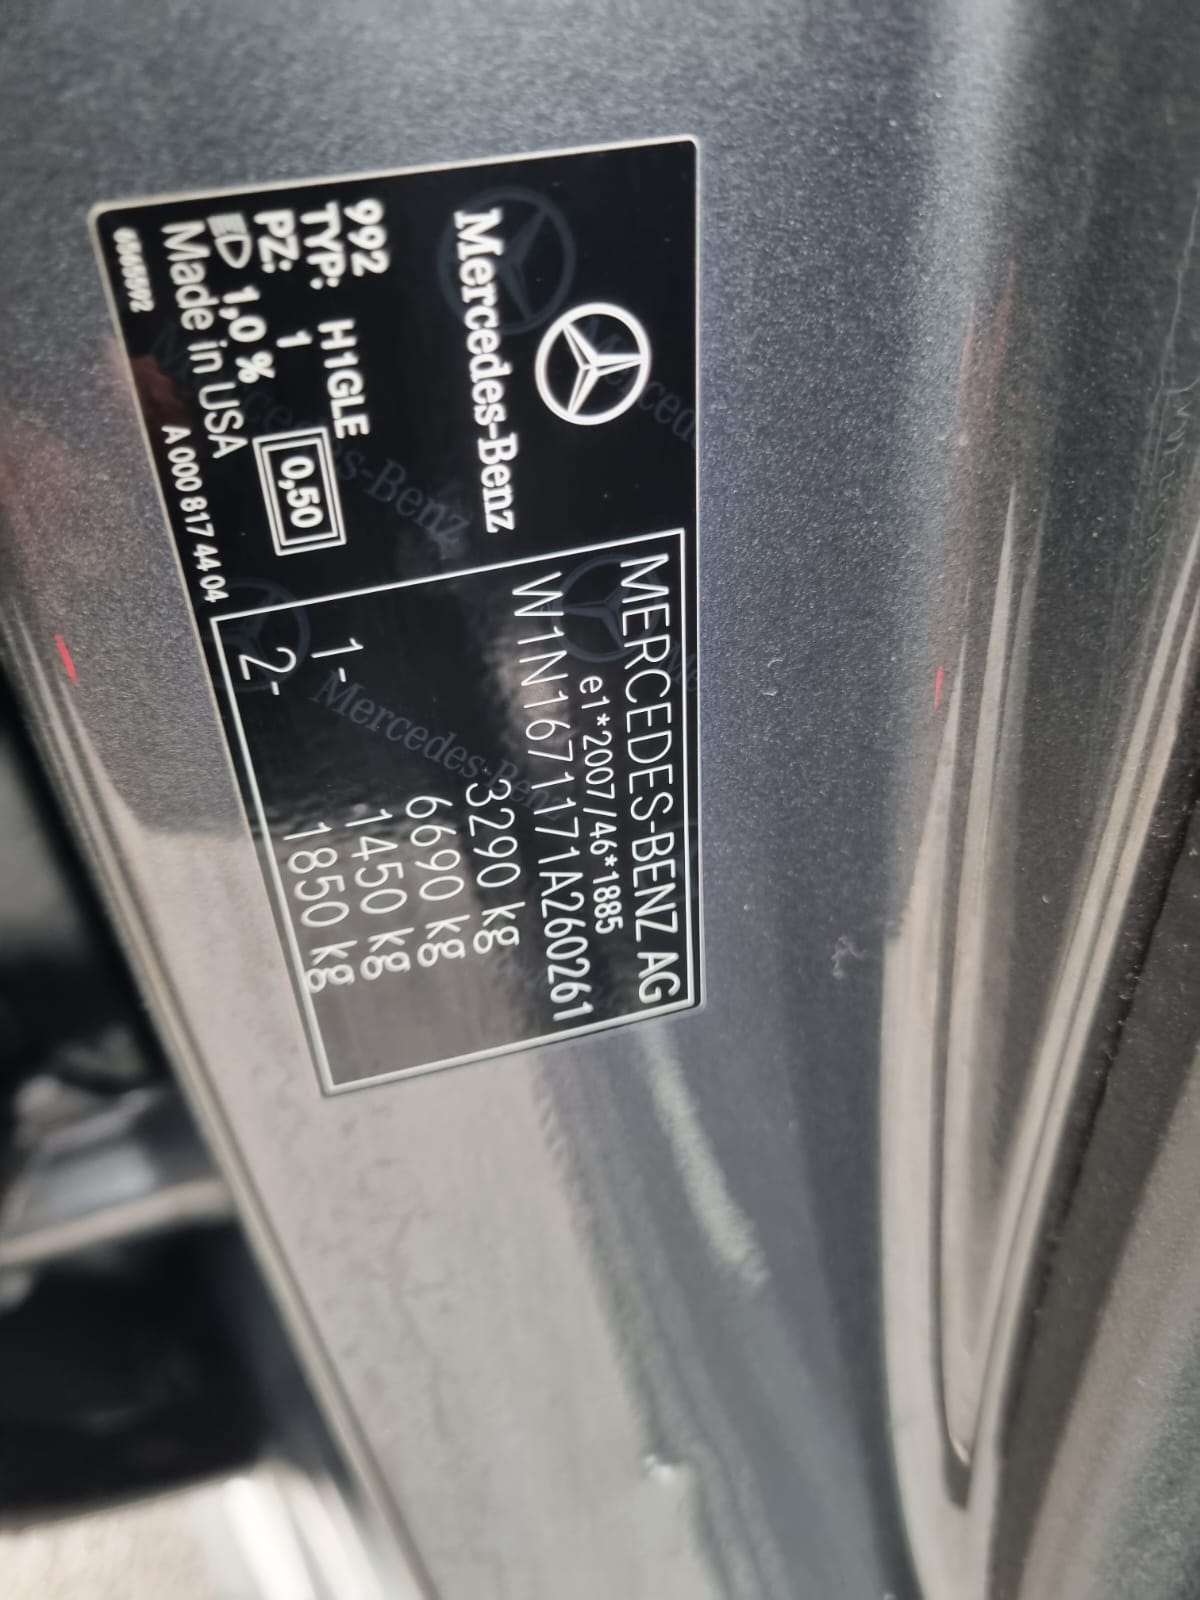 Mercedes-Benz
992
TYP: H1GLE
PZ: 1
1,0 %
0,50
Made in USA
A 000 817 44 04
MERCEDES-BENZ AG
e1*2007/46*1885
W1N1671171A260261
3290 kg
6690 kg
1- 1450 kg
2- 1850 kg